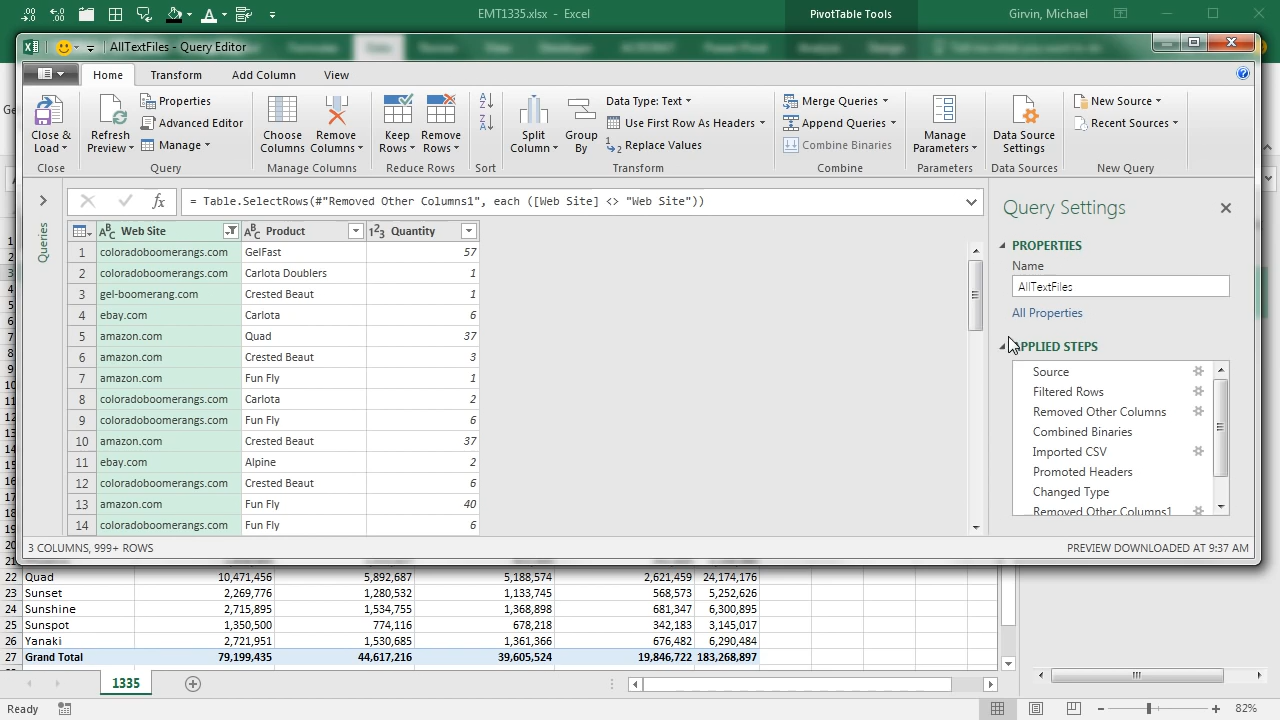 EMT1335.xlsx - Excel
PivotTable Tools
Girvin, Michael
AllTextFiles - Query Editor
Home
Transform
Add Column
View
Close & Load
Refresh Preview
Properties
Advanced Editor
Manage
Choose Columns
Remove Columns
Keep Rows
Remove Rows
Split Column
Group By
Data Type: Text
Use First Row As Headers
Replace Values
Merge Queries
Append Queries
Combine Binaries
Manage Parameters
Data Source Settings
New Source
Recent Sources
Close
Query
Manage Columns
Reduce Rows
Sort
Transform
Combine
Parameters
Data Sources
New Query
Queries
= Table.SelectRows(#"Removed Other Columns1", each ([Web Site] <> "Web Site"))
Web Site Product Quantity
1 coloradoboomerangs.com GelFast 57
2 coloradoboomerangs.com Carlota Doublers 1
3 gel-boomerang.com Crested Beaut 1
4 ebay.com Carlota 6
5 amazon.com Quad 37
6 amazon.com Crested Beaut 3
7 amazon.com Fun Fly 1
8 coloradoboomerangs.com Carlota 2
9 coloradoboomerangs.com Fun Fly 6
10 amazon.com Crested Beaut 37
11 ebay.com Alpine 2
12 coloradoboomerangs.com Crested Beaut 6
13 amazon.com Fun Fly 40
14 coloradoboomerangs.com Fun Fly 6
Query Settings
PROPERTIES
Name
AllTextFiles
All Properties
APPLIED STEPS
Source
Filtered Rows
Removed Other Columns
Combined Binaries
Imported CSV
Promoted Headers
Changed Type
Removed Other Columns1
3 COLUMNS, 999+ ROWS
PREVIEW DOWNLOADED AT 9:37 AM
22 Quad 10,471,456 5,892,687 5,188,574 2,621,459 24,174,176
23 Sunset 2,269,776 1,280,532 1,133,745 568,573 5,252,626
24 Sunshine 2,715,895 1,534,755 1,368,898 681,347 6,300,895
25 Sunspot 1,350,500 774,116 678,218 342,183 3,145,017
26 Yanaki 2,721,951 1,530,685 1,361,366 676,482 6,290,484
27 Grand Total 79,199,435 44,617,216 39,605,524 19,846,722 183,268,897
1335
Ready
82%